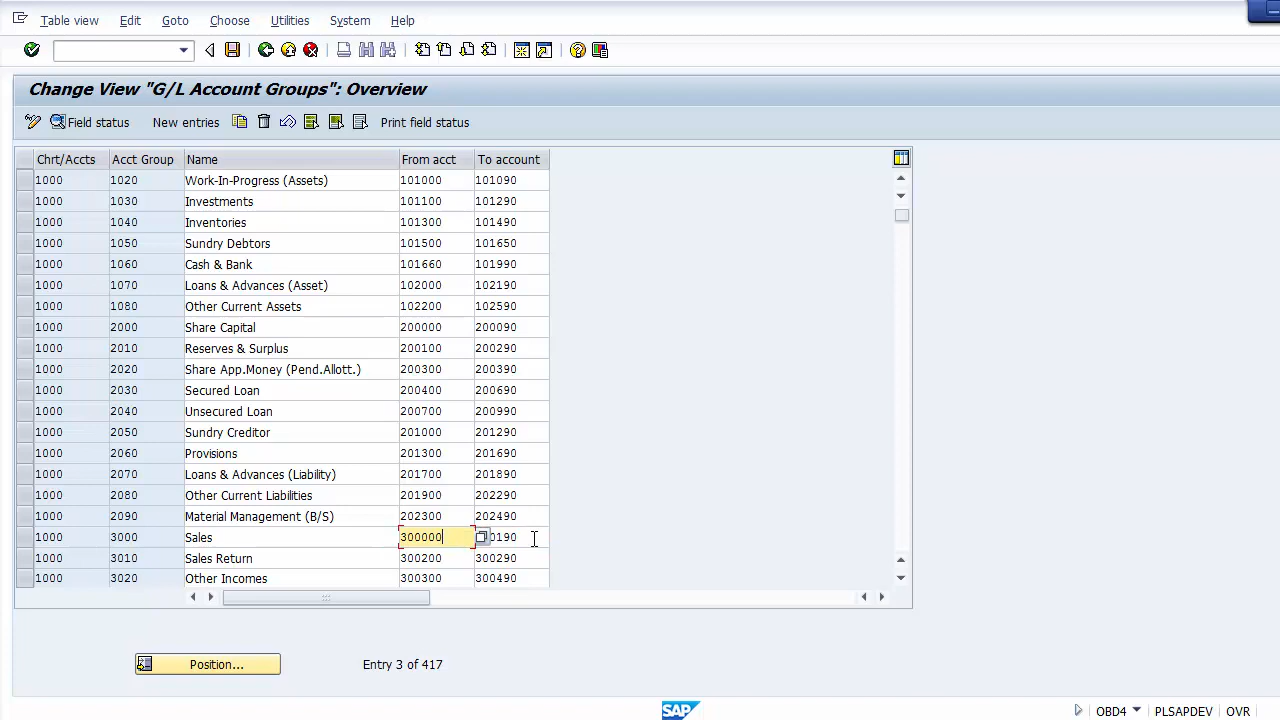 Table view Edit Goto Choose Utilities System Help
Change View "G/L Account Groups": Overview
Field status New entries Print field status
Chrt/Accts Acct Group Name From acct To account
1000 1020 Work-In-Progress (Assets) 101000 101090
1000 1030 Investments 101100 101290
1000 1040 Inventories 101300 101490
1000 1050 Sundry Debtors 101500 101650
1000 1060 Cash & Bank 101660 101990
1000 1070 Loans & Advances (Asset) 102000 102190
1000 1080 Other Current Assets 102200 102590
1000 2000 Share Capital 200000 200090
1000 2010 Reserves & Surplus 200100 200290
1000 2020 Share App.Money (Pend.Allott.) 200300 200390
1000 2030 Secured Loan 200400 200690
1000 2040 Unsecured Loan 200700 200990
1000 2050 Sundry Creditor 201000 201290
1000 2060 Provisions 201300 201690
1000 2070 Loans & Advances (Liability) 201700 201890
1000 2080 Other Current Liabilities 201900 202290
1000 2090 Material Management (B/S) 202300 202490
1000 3000 Sales 300000 0190
1000 3010 Sales Return 300200 300290
1000 3020 Other Incomes 300300 300490
Position... Entry 3 of 417
SAP OBD4 PLSAPDEV OVR